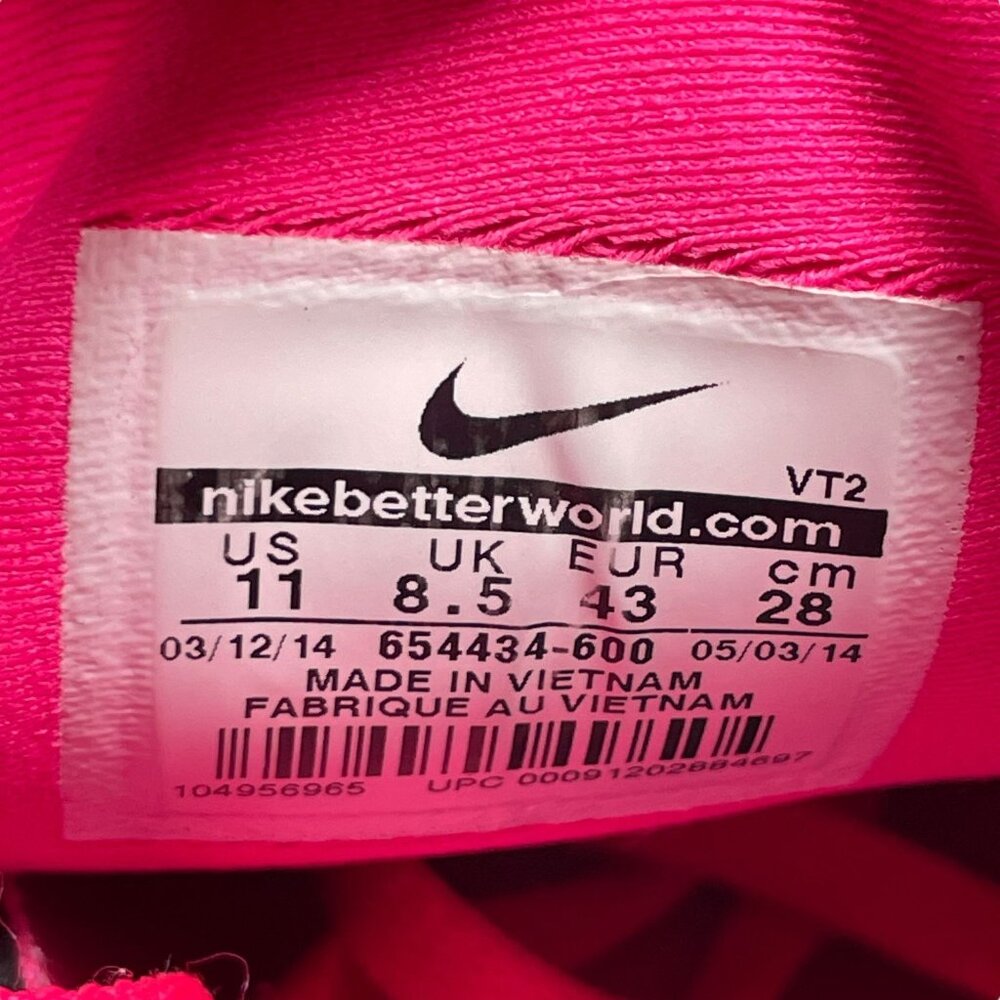 VT2
nikebetterworld.com
US UK EUR cm
11 8.5 43 28
03/12/14 654434-600 05/03/14
MADE IN VIETNAM
FABRIQUE AU VIETNAM
104956965 UPC 00091202884697